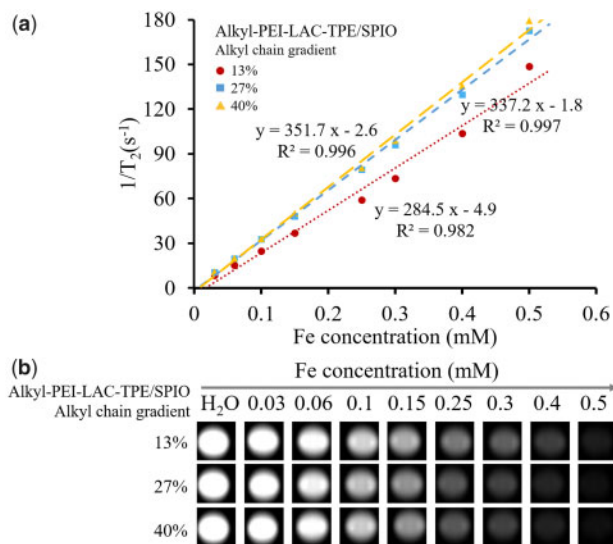 (a)
Alkyl-PEI-LAC-TPE/SPIO
Alkyl chain gradient
13%
27%
40%
180
150
120
90
60
30
0
1/T₂(s⁻¹)
y = 351.7 x - 2.6
R² = 0.996
y = 337.2 x - 1.8
R² = 0.997
y = 284.5 x - 4.9
R² = 0.982
0 0.1 0.2 0.3 0.4 0.5 0.6
Fe concentration (mM)
(b)
Fe concentration (mM)
Alkyl-PEI-LAC-TPE/SPIO
Alkyl chain gradient
H₂O 0.03 0.06 0.1 0.15 0.25 0.3 0.4 0.5
13%
27%
40%